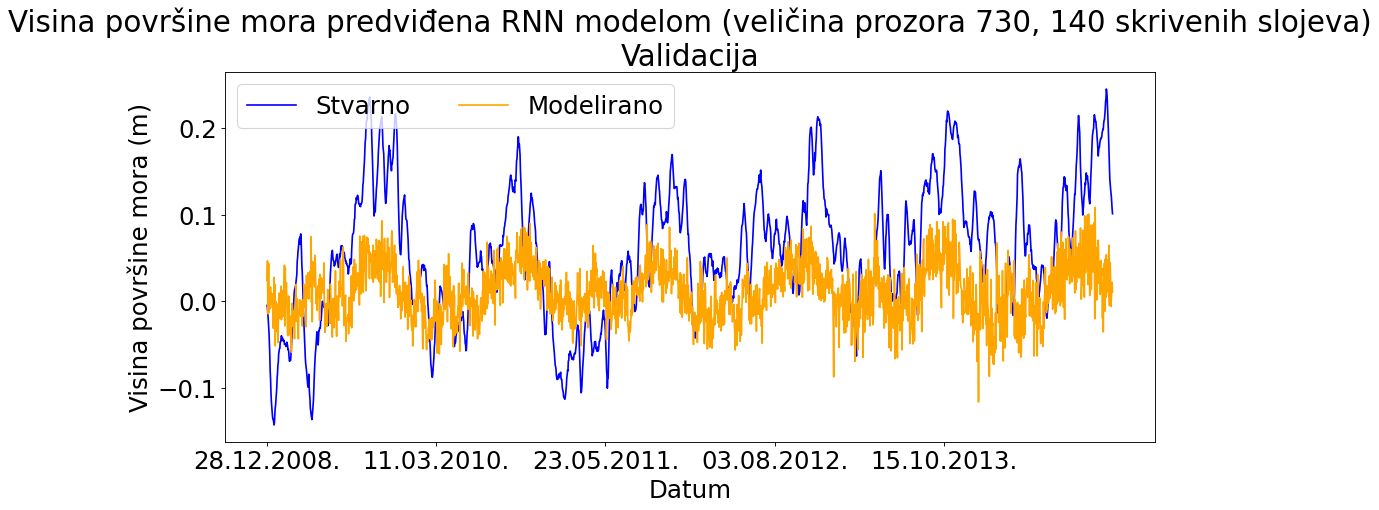 Visina površine mora predviđena RNN modelom (veličina prozora 730, 140 skrivenih slojeva)
Validacija
Stvarno
Modelirano
Visina površine mora (m)
0.2
0.1
0.0
−0.1
28.12.2008.
11.03.2010.
23.05.2011.
03.08.2012.
15.10.2013.
Datum